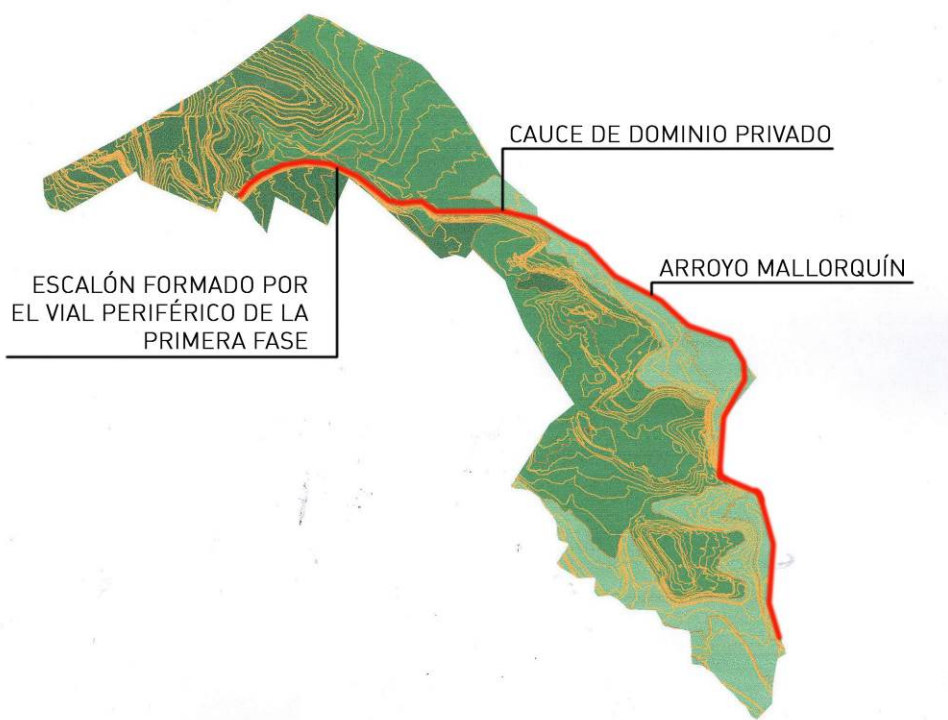 CAUCE DE DOMINIO PRIVADO
ARROYO MALLORQUÍN
ESCALÓN FORMADO POR
EL VIAL PERIFÉRICO DE LA
PRIMERA FASE